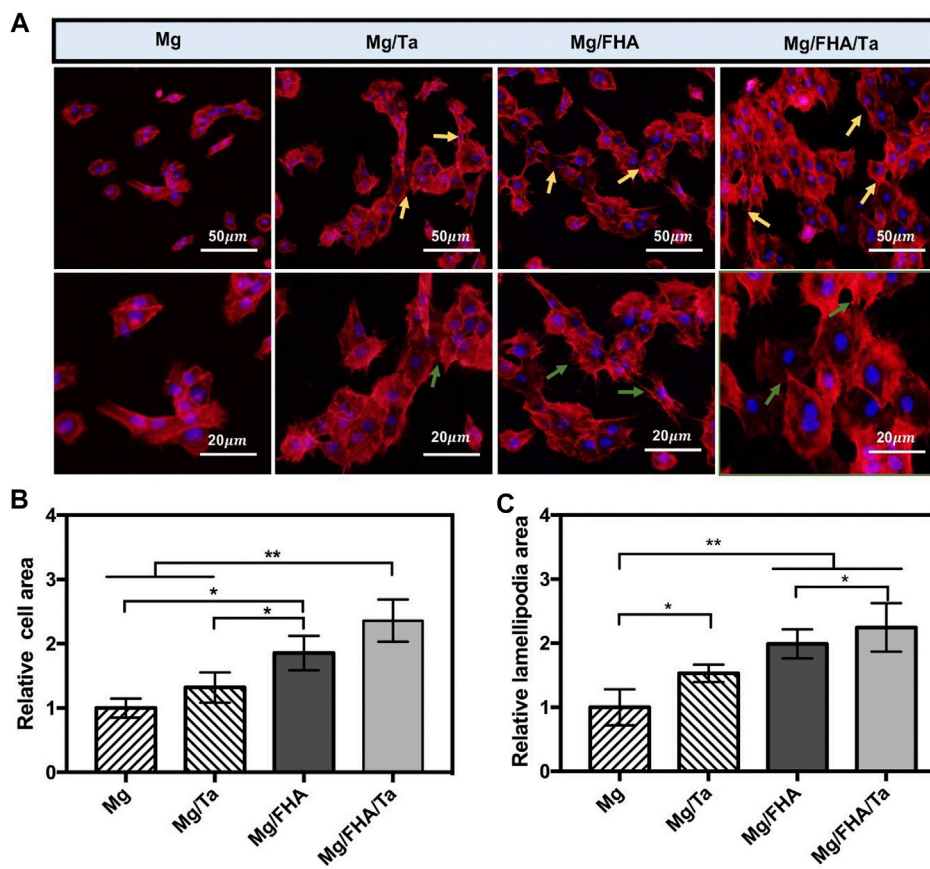 A
Mg Mg/Ta Mg/FHA Mg/FHA/Ta
50μm 50μm 50μm 50μm
20μm 20μm 20μm 20μm
B
Relative cell area
4
3
2
1
0
**
*
*
Mg Mg/Ta Mg/FHA Mg/FHA/Ta
C
Relative lamellipodia area
4
3
2
1
0
**
*
*
Mg Mg/Ta Mg/FHA Mg/FHA/Ta